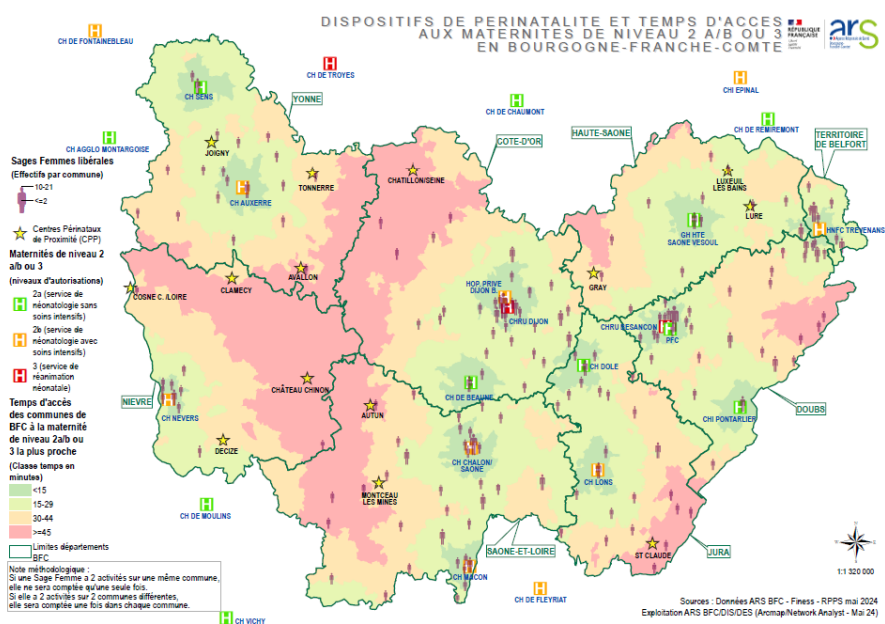 DISPOSITIFS DE PERINATALITE ET TEMPS D'ACCES
AUX MATERNITES DE NIVEAU 2 A/B OU 3
EN BOURGOGNE-FRANCHE-COMTE
RÉPUBLIQUE
FRANÇAISE
ars
CH DE FONTAINEBLEAU
CH DE TROYES
CH DE CHAUMONT
CHI EPINAL
CH DE REMIREMONT
CH AGGLO MONTARGOISE
CH SENS
YONNE
COTE-D'OR
HAUTE-SAONE
TERRITOIRE
DE BELFORT
JOIGNY
TONNERRE
CHATILLON/SEINE
LUXEUIL
LES BAINS
LURE
CH AUXERRE
GH HTE
SAONE VESOUL
HNFC TREVENANS
AVALLON
CLAMECY
COSNE C. /LOIRE
GRAY
HOP. PRIVE
DIJON B.
CHRU DIJON
CHRU BESANCON
PFC
CH DOLE
CHÂTEAU CHINON
AUTUN
CH DE BEAUNE
NIEVRE
CH NEVERS
CHI PONTARLIER
DOUBS
DECIZE
CH CHALON/
SAONE
CH LONS
MONTCEAU
LES MINES
CH DE MOULINS
SAONE-ET-LOIRE
ST CLAUDE
JURA
CH MACON
CH DE FLEYRIAT
CH VICHY
Sages Femmes libérales
(Effectifs par commune)
10-21
<=2
Centres Périnataux
de Proximité (CPP)
Maternités de niveau 2
a/b ou 3
(niveaux d'autorisations)
2a (service de
néonatologie sans
soins intensifs)
2b (service de
néonatologie avec
soins intensifs)
3 (service de
réanimation
néonatale)
Temps d'accès
des communes de
BFC à la maternité
de niveau 2a/b ou
3 la plus proche
(Classe temps en
minutes)
<15
15-29
30-44
>=45
Limites départements
BFC
Note méthodologique :
Si une Sage Femme a 2 activités sur une même commune,
elle ne sera comptée qu'une seule fois.
Si elle a 2 activités sur 2 communes différentes,
elle sera comptée une fois dans chaque commune.
1:1 320 000
Sources : Données ARS BFC - Finess - RPPS mai 2024
Exploitation ARS BFC/DIS/DES (Arcmap/Network Analyst - Mai 24)